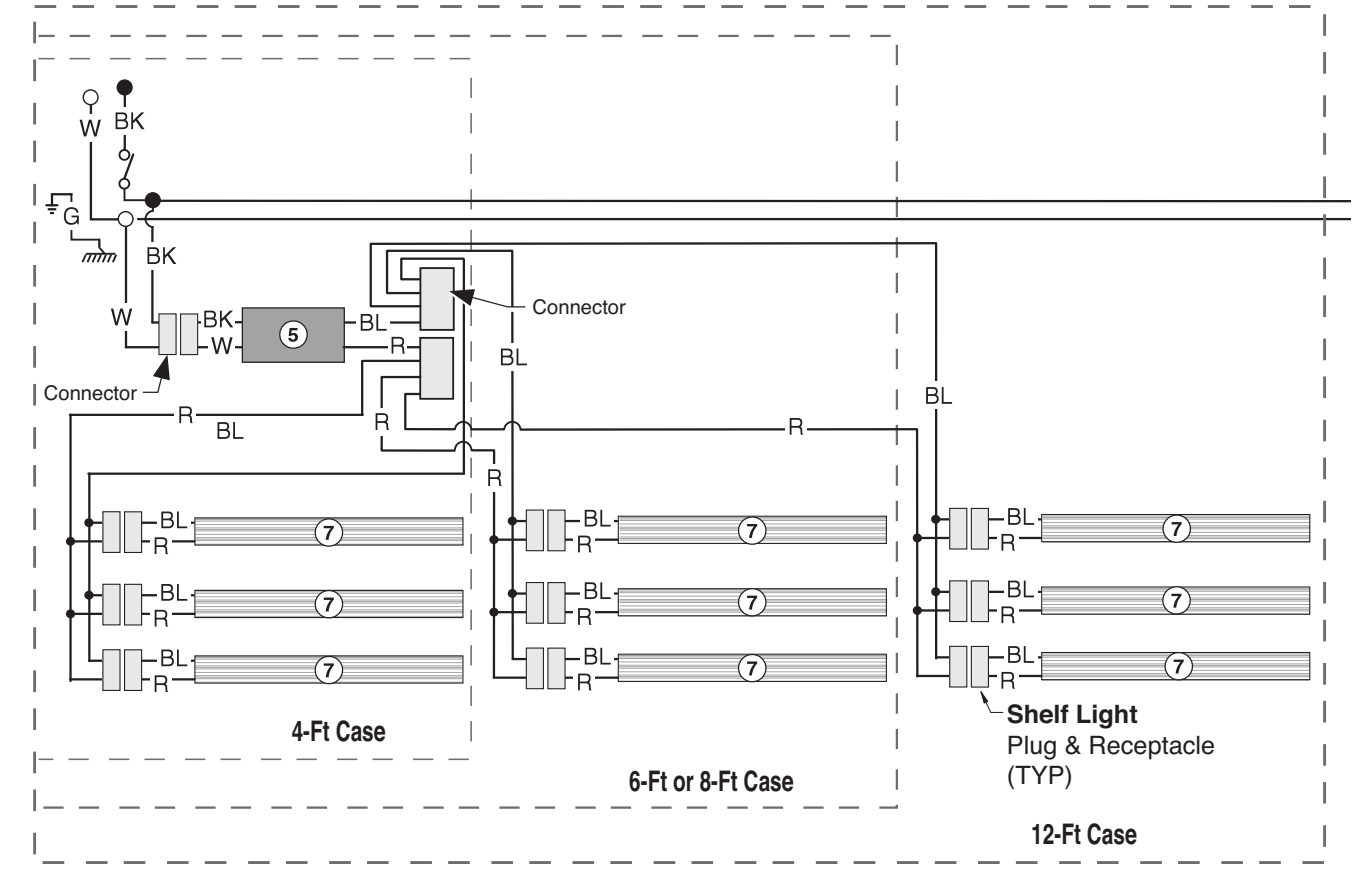 W
BK
G
BK
W
BK
W
5
BL
R
Connector
Connector
BL
R
BL
R
R
R
BL
BL
R
7
BL
R
7
BL
R
7
BL
R
7
BL
R
7
BL
R
7
BL
R
7
BL
R
7
BL
R
7
4-Ft Case
6-Ft or 8-Ft Case
Shelf Light
Plug & Receptacle
(TYP)
12-Ft Case